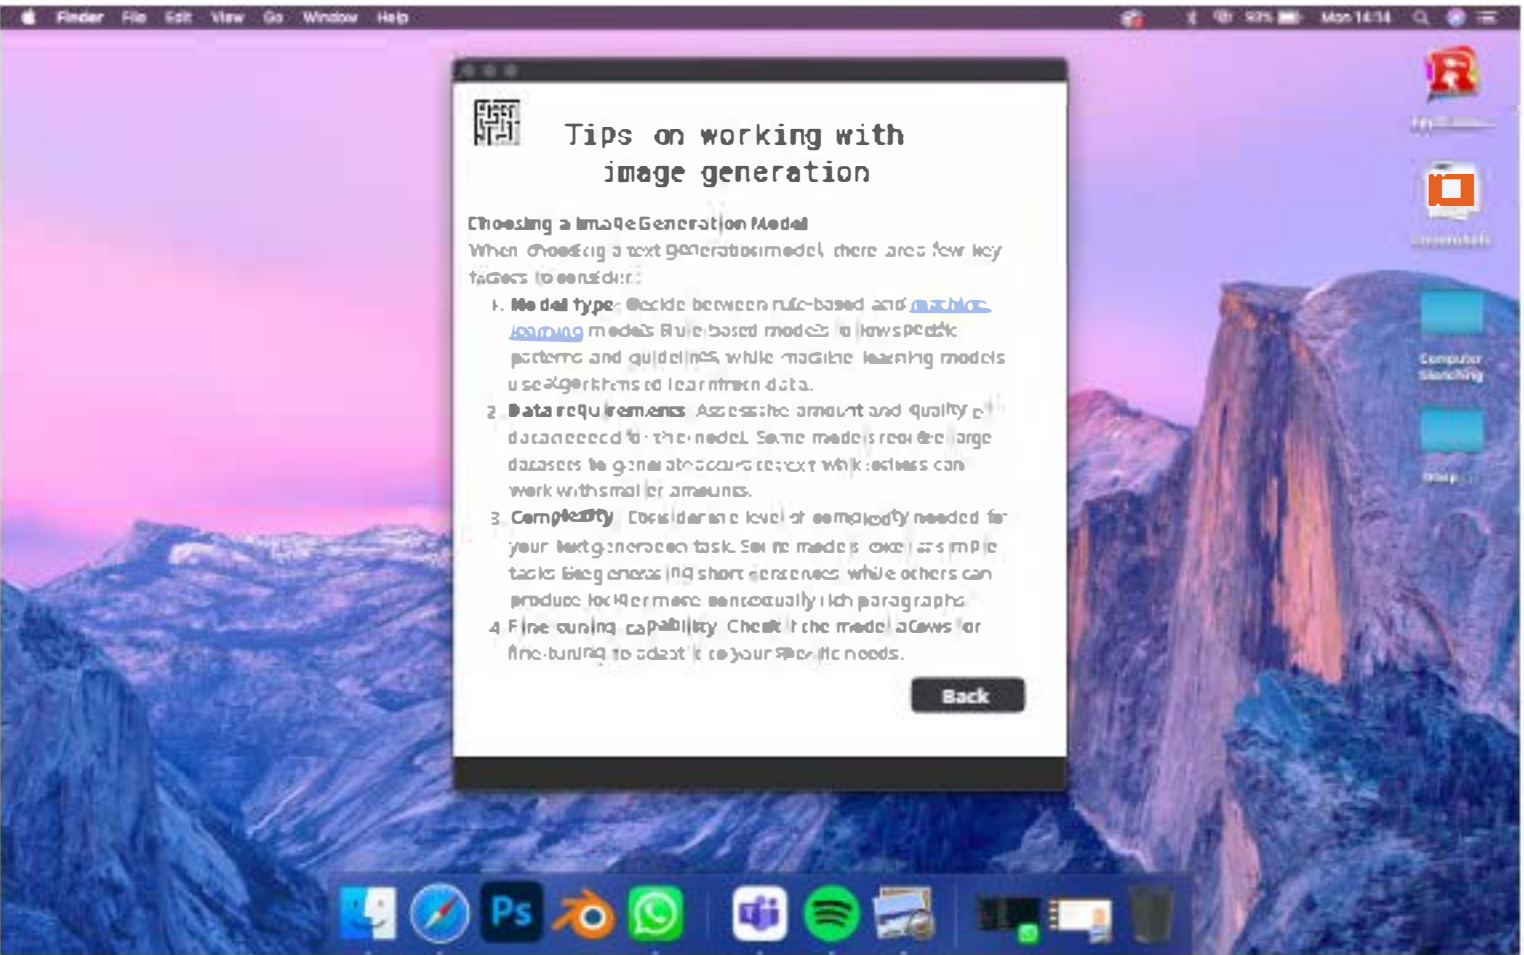 Finder File Edit View Go Window Help
93% Mon 14:14
Tips on working with
image generation
Choosing a Image Generation Model
When choosing a text generation model, there are a few key
factors to consider:
1. Model type: Decide between rule-based and machine
learning models. Rule-based models follow specific
patterns and guidelines, while machine learning models
use algorithms to learn from data.
2. Data requirements: Assess the amount and quality of
data needed for the model. Some models require large
datasets to generate accurate text while others can
work with smaller amounts.
3. Complexity: Consider the level of complexity needed for
your text generation task. Some models excel at simple
tasks like generating short sentences, while others can
produce longer, more contextually rich paragraphs.
4. Fine-tuning capability: Check if the model allows for
fine-tuning to adapt it to your specific needs.
Back
Screenshots
Computer
Sketching
Ps